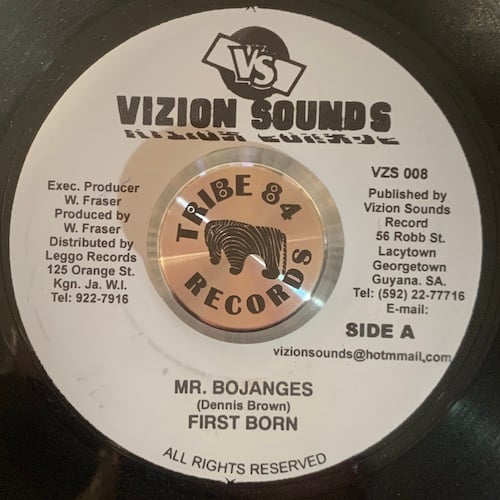 VS
VIZION SOUNDS
VZS 008
Exec. Producer
W. Fraser
Produced by
W. Fraser
Distributed by
Leggo Records
125 Orange St.
Kgn. Ja. W.I.
Tel: 922-7916
TRIBE 84
RECORDS
Published by
Vizion Sounds
Record
56 Robb St.
Lacytown
Georgetown
Guyana. SA.
Tel: (592) 22-77716
E-mail:
SIDE A
vizionsounds@hotmmail.com
MR. BOJANGES
(Dennis Brown)
FIRST BORN
ALL RIGHTS RESERVED